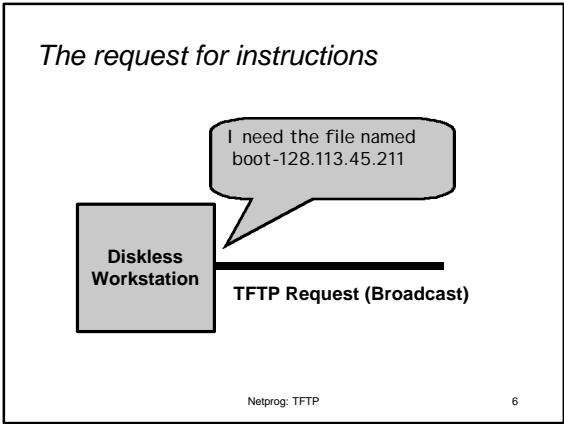 The request for instructions
I need the file named
boot-128.113.45.211
Diskless
Workstation
TFTP Request (Broadcast)
Netprog: TFTP
6